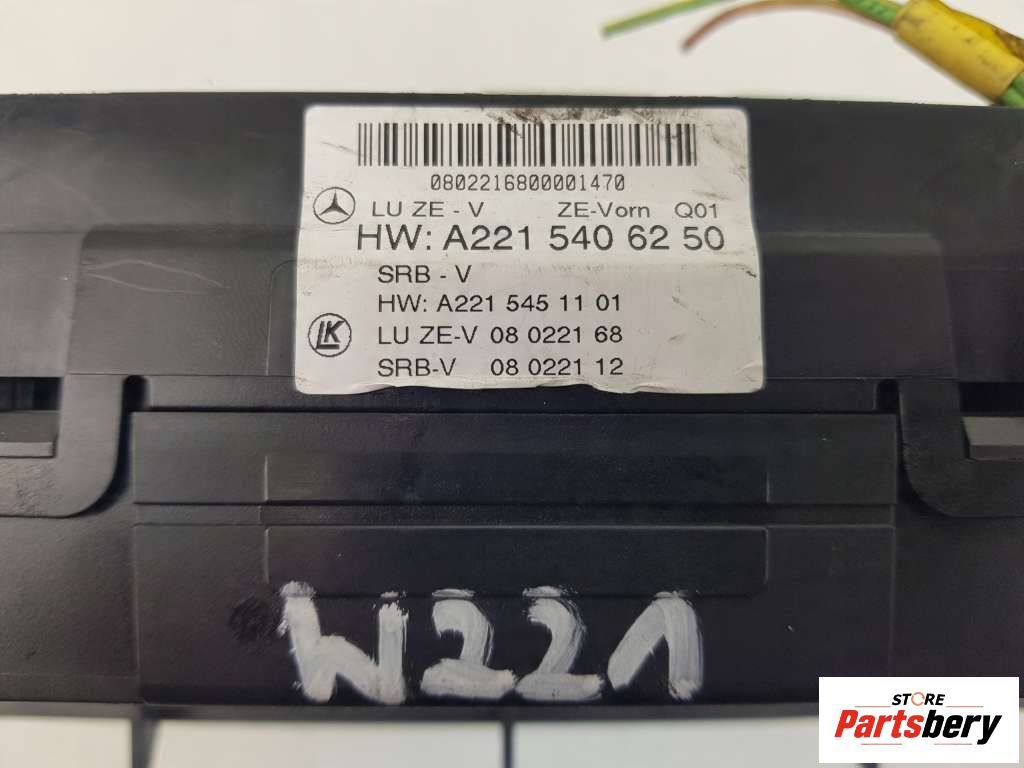 0802216800001470
LU ZE - V ZE-Vorn Q01
HW: A221 540 62 50
SRB - V
HW: A221 545 11 01
LK
LU ZE-V 08 0221 68
SRB-V 08 0221 12
W221
STORE
Partsbery